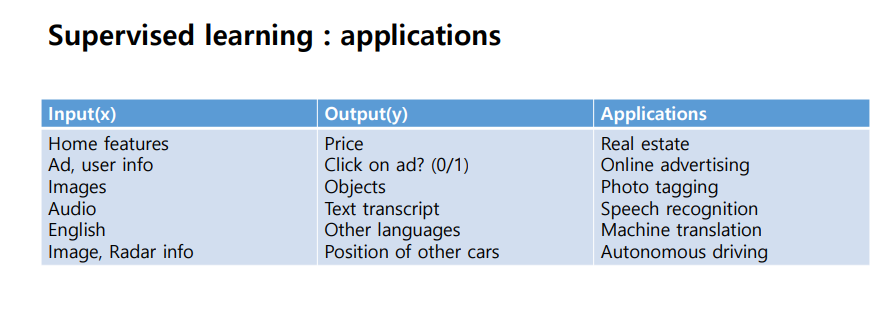 Supervised learning : applications
Input(x) Output(y) Applications
Home features Price Real estate
Ad, user info Click on ad? (0/1) Online advertising
Images Objects Photo tagging
Audio Text transcript Speech recognition
English Other languages Machine translation
Image, Radar info Position of other cars Autonomous driving